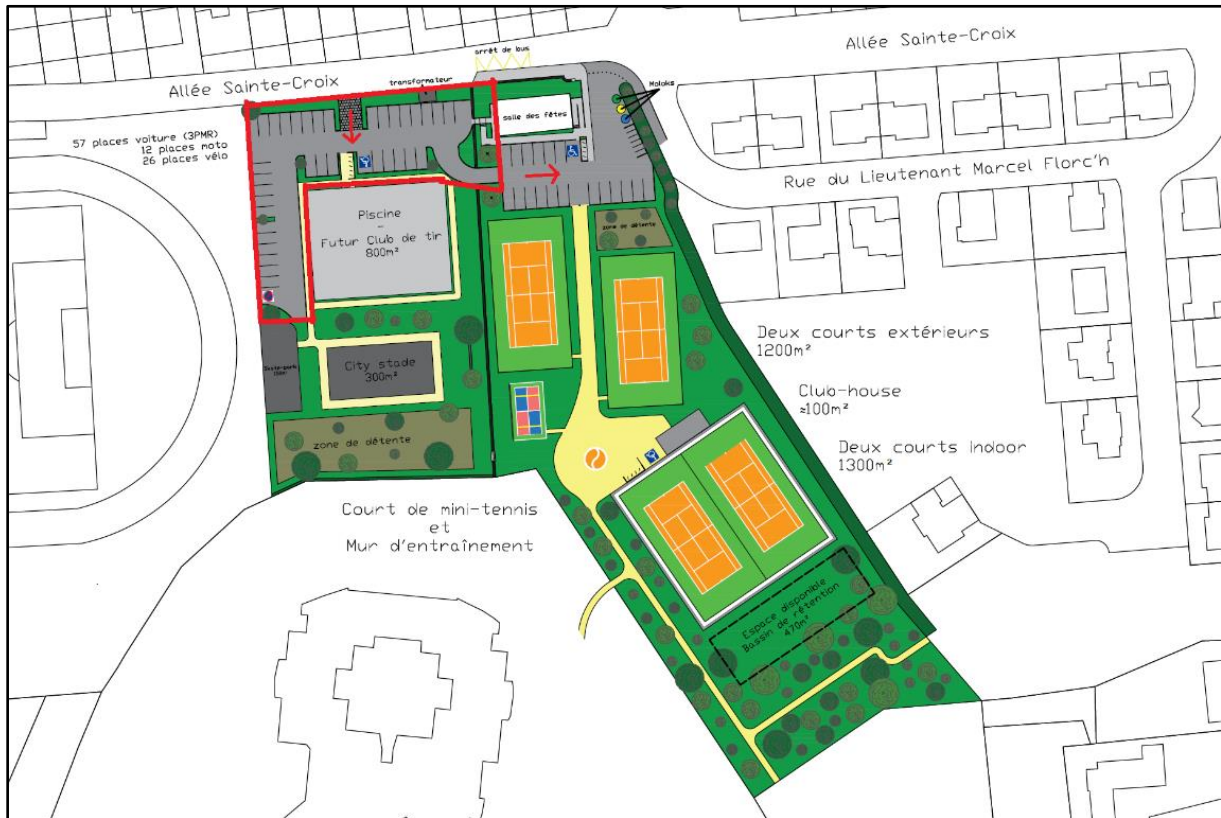 arrêt de bus
Allée Sainte-Croix
Allée Sainte-Croix
transformateur
Moloks
salle des fêtes
57 places voiture (3PMR)
12 places moto
26 places vélo
Rue du Lieutenant Marcel Florc'h
Piscine
-
Futur Club de tir
800m²
zone de détente
Deux courts extérieurs
1200m²
City stade
300m²
Club-house
≈100m²
zone de détente
Deux courts indoor
1300m²
Court de mini-tennis
et
Mur d'entraînement
Espace disponible
Bassin de rétention
470m²